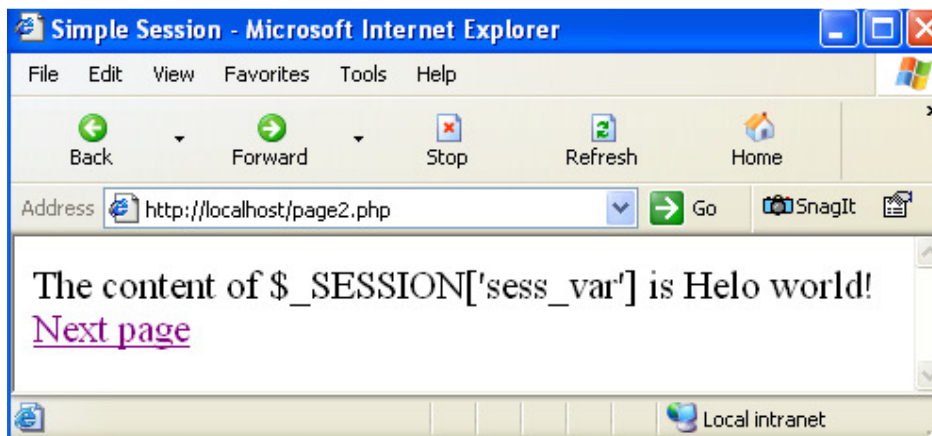 Simple Session - Microsoft Internet Explorer
File Edit View Favorites Tools Help
Back Forward Stop Refresh Home
Address http://localhost/page2.php Go SnagIt
The content of $_SESSION['sess_var'] is Helo world!
Next page
Local intranet